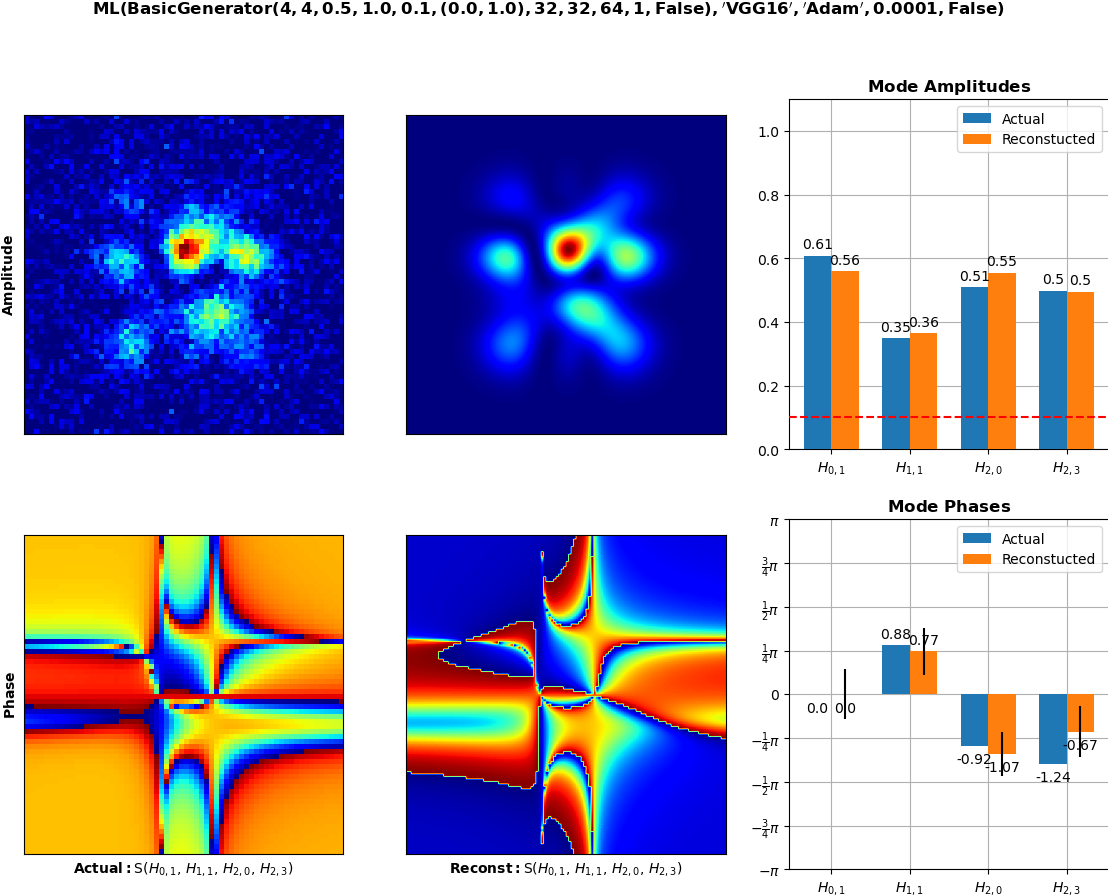 ML(BasicGenerator(4, 4, 0.5, 1.0, 0.1, (0.0, 1.0), 32, 32, 64, 1, False), ′VGG16′, ′Adam′, 0.0001, False)
Amplitude
Mode Amplitudes
Actual
Reconstucted
1.0
0.8
0.6
0.4
0.2
0.0
0.61
0.56
0.35
0.36
0.51
0.55
0.5
0.5
H0,1
H1,1
H2,0
H2,3
Phase
Actual: S(H0,1, H1,1, H2,0, H2,3)
Reconst: S(H0,1, H1,1, H2,0, H2,3)
Mode Phases
Actual
Reconstucted
π
3/4π
1/2π
1/4π
0
−1/4π
−1/2π
−3/4π
−π
0.0
0.0
0.88
0.77
-0.92
-1.07
-1.24
-0.67
H0,1
H1,1
H2,0
H2,3